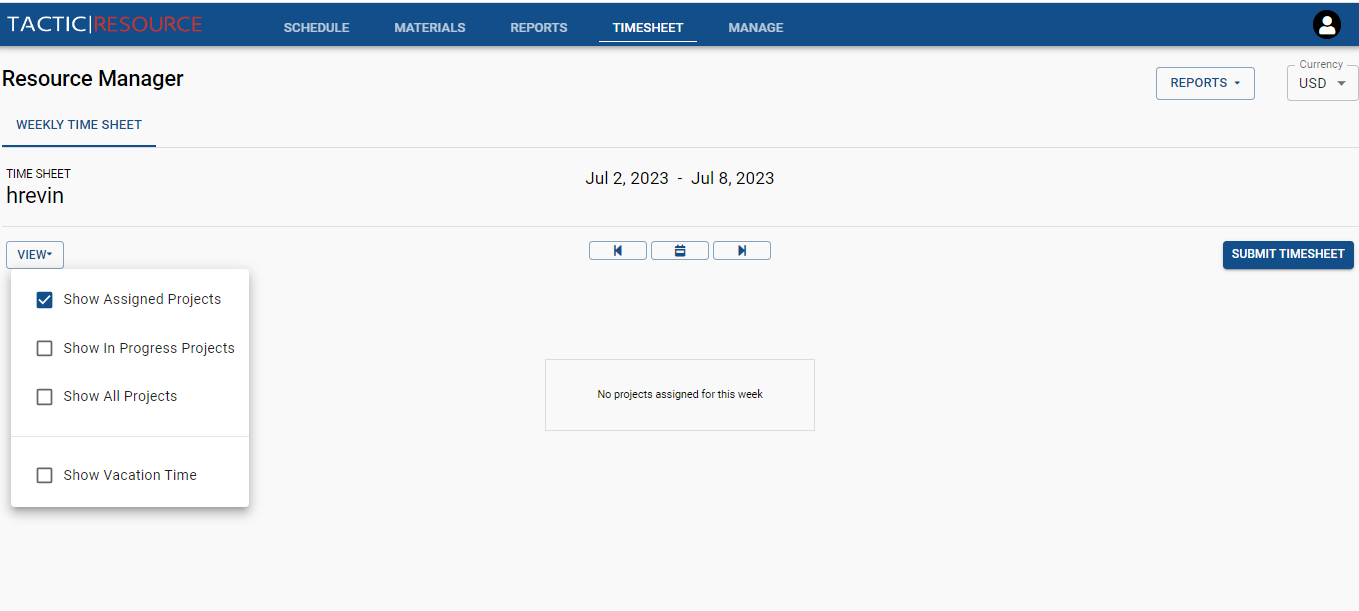 TACTIC|RESOURCE
SCHEDULE MATERIALS REPORTS TIMESHEET MANAGE
Resource Manager
REPORTS
Currency
USD
WEEKLY TIME SHEET
TIME SHEET
hrevin
Jul 2, 2023 - Jul 8, 2023
VIEW
SUBMIT TIMESHEET
Show Assigned Projects
Show In Progress Projects
Show All Projects
Show Vacation Time
No projects assigned for this week